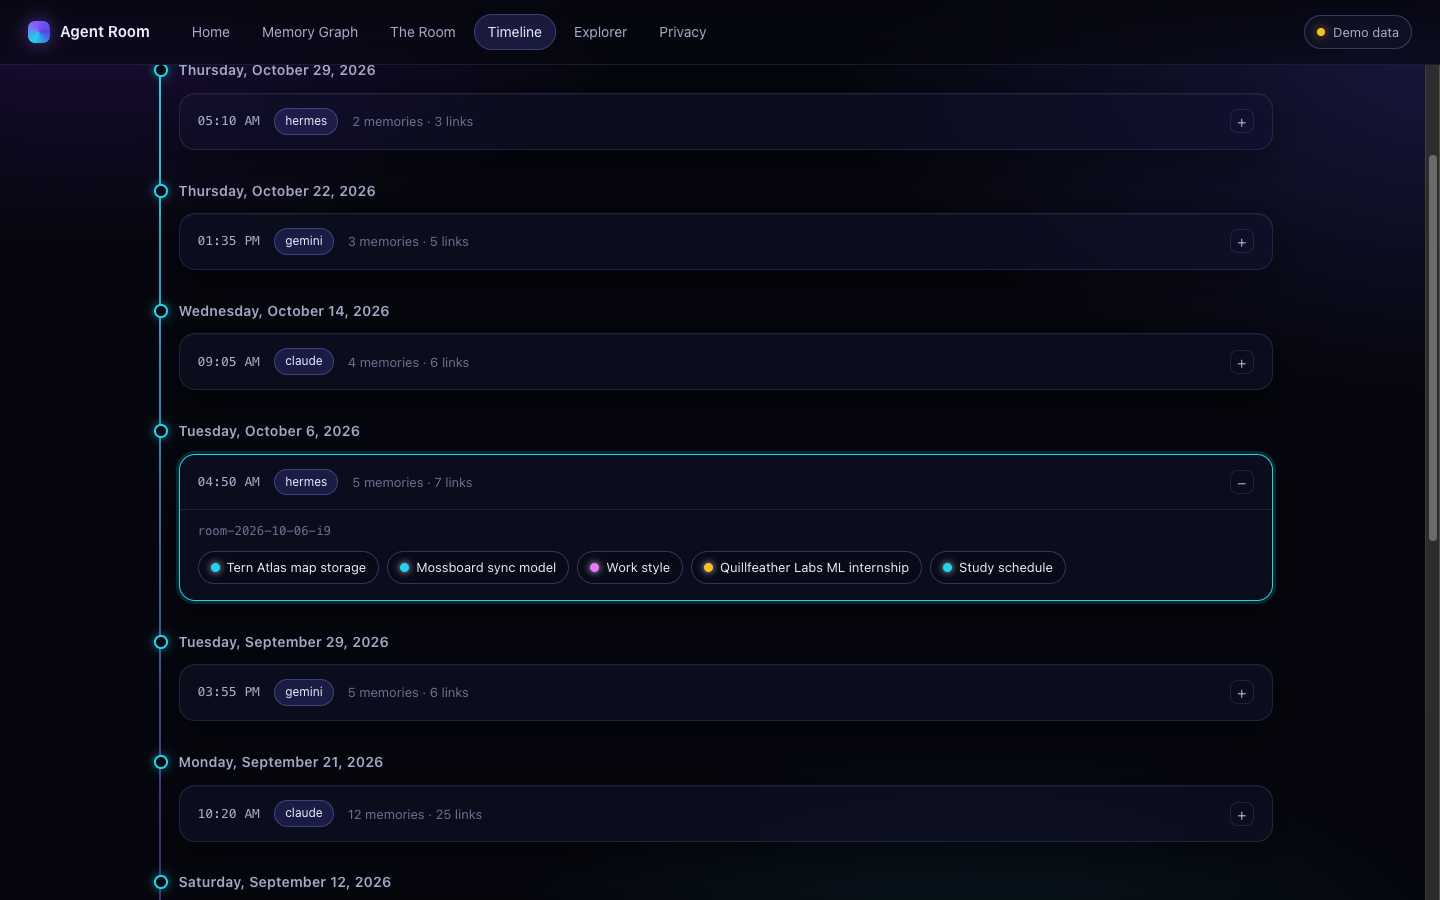 Agent Room Home Memory Graph The Room Timeline Explorer Privacy Demo data
Thursday, October 29, 2026
05:10 AM hermes 2 memories · 3 links +
Thursday, October 22, 2026
01:35 PM gemini 3 memories · 5 links +
Wednesday, October 14, 2026
09:05 AM claude 4 memories · 6 links +
Tuesday, October 6, 2026
04:50 AM hermes 5 memories · 7 links −
room-2026-10-06-i9
Tern Atlas map storage Mossboard sync model Work style Quillfeather Labs ML internship Study schedule
Tuesday, September 29, 2026
03:55 PM gemini 5 memories · 6 links +
Monday, September 21, 2026
10:20 AM claude 12 memories · 25 links +
Saturday, September 12, 2026